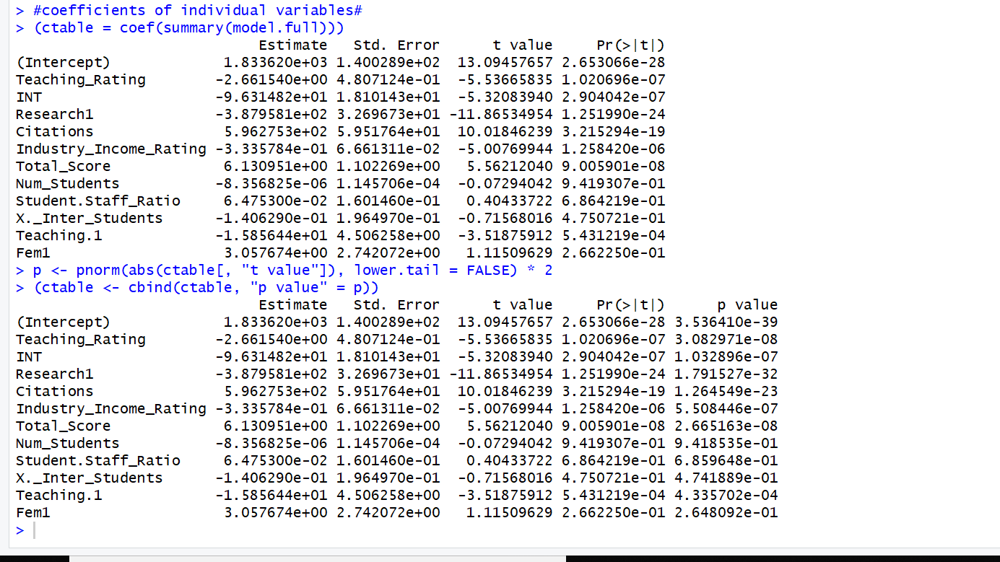 > #coefficients of individual variables#
> (ctable = coef(summary(model.full)))
Estimate Std. Error t value Pr(>|t|)
(Intercept) 1.833620e+03 1.400289e+02 13.09457657 2.653066e-28
Teaching_Rating -2.661540e+00 4.807124e-01 -5.53665835 1.020696e-07
INT -9.631482e+01 1.810143e+01 -5.32083940 2.904042e-07
Research1 -3.879581e+02 3.269673e+01 -11.86534954 1.251990e-24
Citations 5.962753e+02 5.951764e+01 10.01846239 3.215294e-19
Industry_Income_Rating -3.335784e-01 6.661311e-02 -5.00769944 1.258420e-06
Total_Score 6.130951e+00 1.102269e+00 5.56212040 9.005901e-08
Num_Students -8.356825e-06 1.145706e-04 -0.07294042 9.419307e-01
Student.Staff_Ratio 6.475300e-02 1.601460e-01 0.40433722 6.864219e-01
X._Inter_Students -1.406290e-01 1.964970e-01 -0.71568016 4.750721e-01
Teaching.1 -1.585644e+01 4.506258e+00 -3.51875912 5.431219e-04
Fem1 3.057674e+00 2.742072e+00 1.11509629 2.662250e-01
> p <- pnorm(abs(ctable[, "t value"]), lower.tail = FALSE) * 2
> (ctable <- cbind(ctable, "p value" = p))
Estimate Std. Error t value Pr(>|t|) p value
(Intercept) 1.833620e+03 1.400289e+02 13.09457657 2.653066e-28 3.536410e-39
Teaching_Rating -2.661540e+00 4.807124e-01 -5.53665835 1.020696e-07 3.082971e-08
INT -9.631482e+01 1.810143e+01 -5.32083940 2.904042e-07 1.032896e-07
Research1 -3.879581e+02 3.269673e+01 -11.86534954 1.251990e-24 1.791527e-32
Citations 5.962753e+02 5.951764e+01 10.01846239 3.215294e-19 1.264549e-23
Industry_Income_Rating -3.335784e-01 6.661311e-02 -5.00769944 1.258420e-06 5.508446e-07
Total_Score 6.130951e+00 1.102269e+00 5.56212040 9.005901e-08 2.665163e-08
Num_Students -8.356825e-06 1.145706e-04 -0.07294042 9.419307e-01 9.418535e-01
Student.Staff_Ratio 6.475300e-02 1.601460e-01 0.40433722 6.864219e-01 6.859648e-01
X._Inter_Students -1.406290e-01 1.964970e-01 -0.71568016 4.750721e-01 4.741889e-01
Teaching.1 -1.585644e+01 4.506258e+00 -3.51875912 5.431219e-04 4.335702e-04
Fem1 3.057674e+00 2.742072e+00 1.11509629 2.662250e-01 2.648092e-01
>